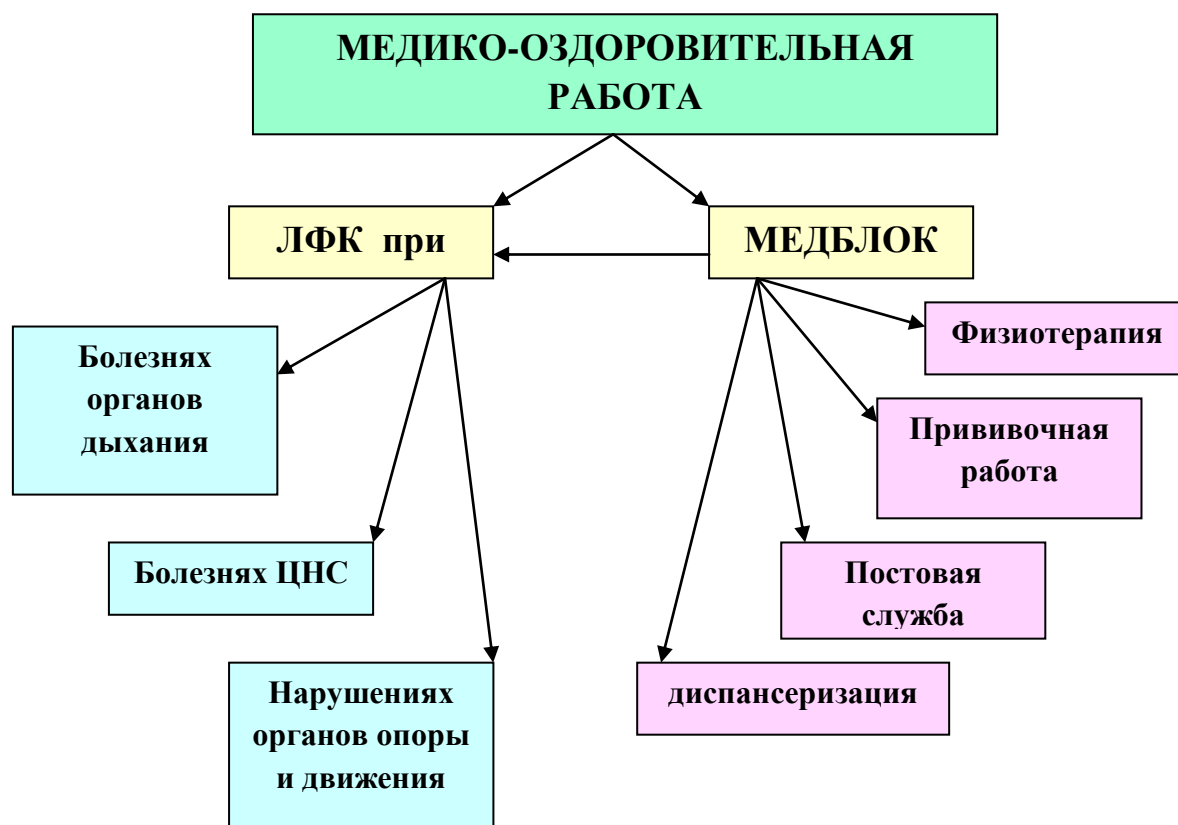 МЕДИКО-ОЗДОРОВИТЕЛЬНАЯ
РАБОТА
ЛФК при
МЕДБЛОК
Болезнях
органов
дыхания
Болезнях ЦНС
Нарушениях
органов опоры
и движения
Физиотерапия
Прививочная
работа
Постовая
служба
диспансеризация